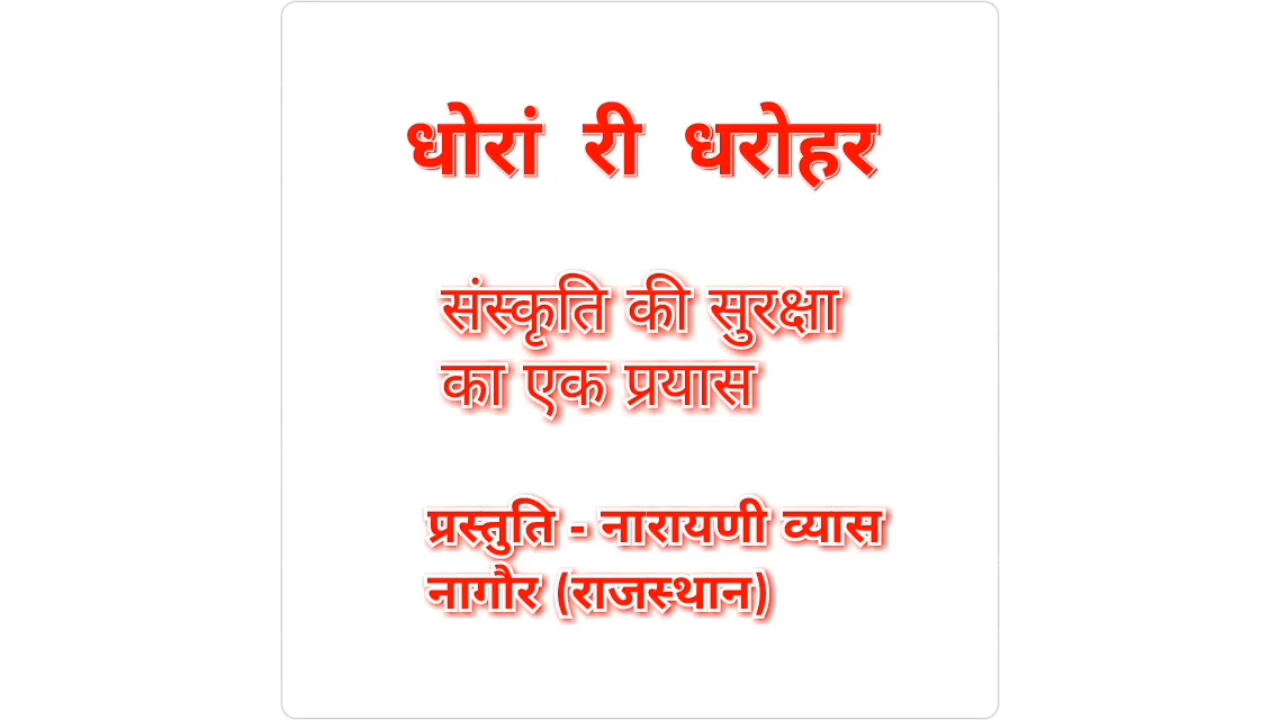 धोरां री धरोहर
संस्कृति की सुरक्षा
का एक प्रयास
प्रस्तुति - नारायणी व्यास
नागौर (राजस्थान)